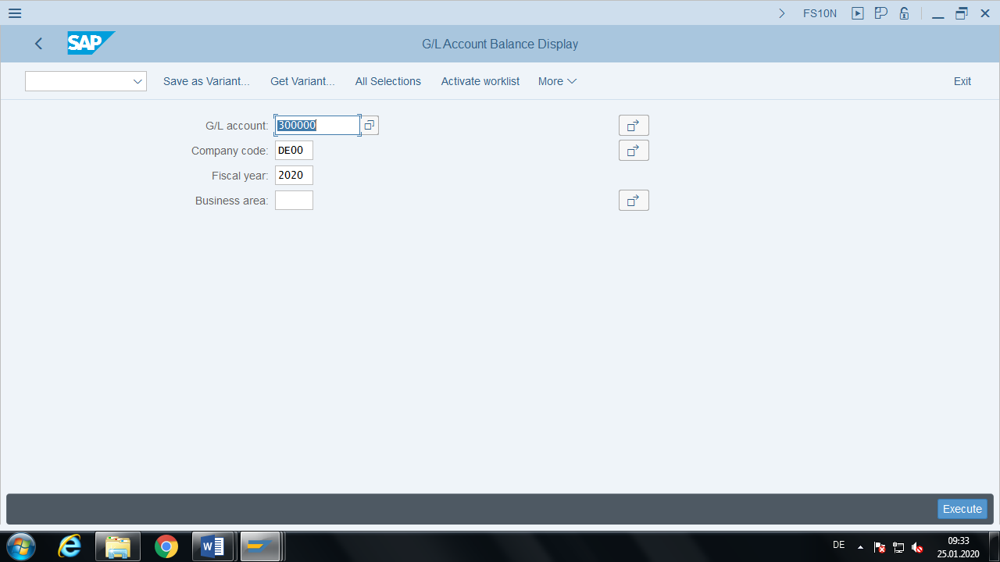 FS10N
SAP G/L Account Balance Display
Save as Variant... Get Variant... All Selections Activate worklist More Exit
G/L account: 300000
Company code: DE00
Fiscal year: 2020
Business area:
Execute
DE 09:33
25.01.2020